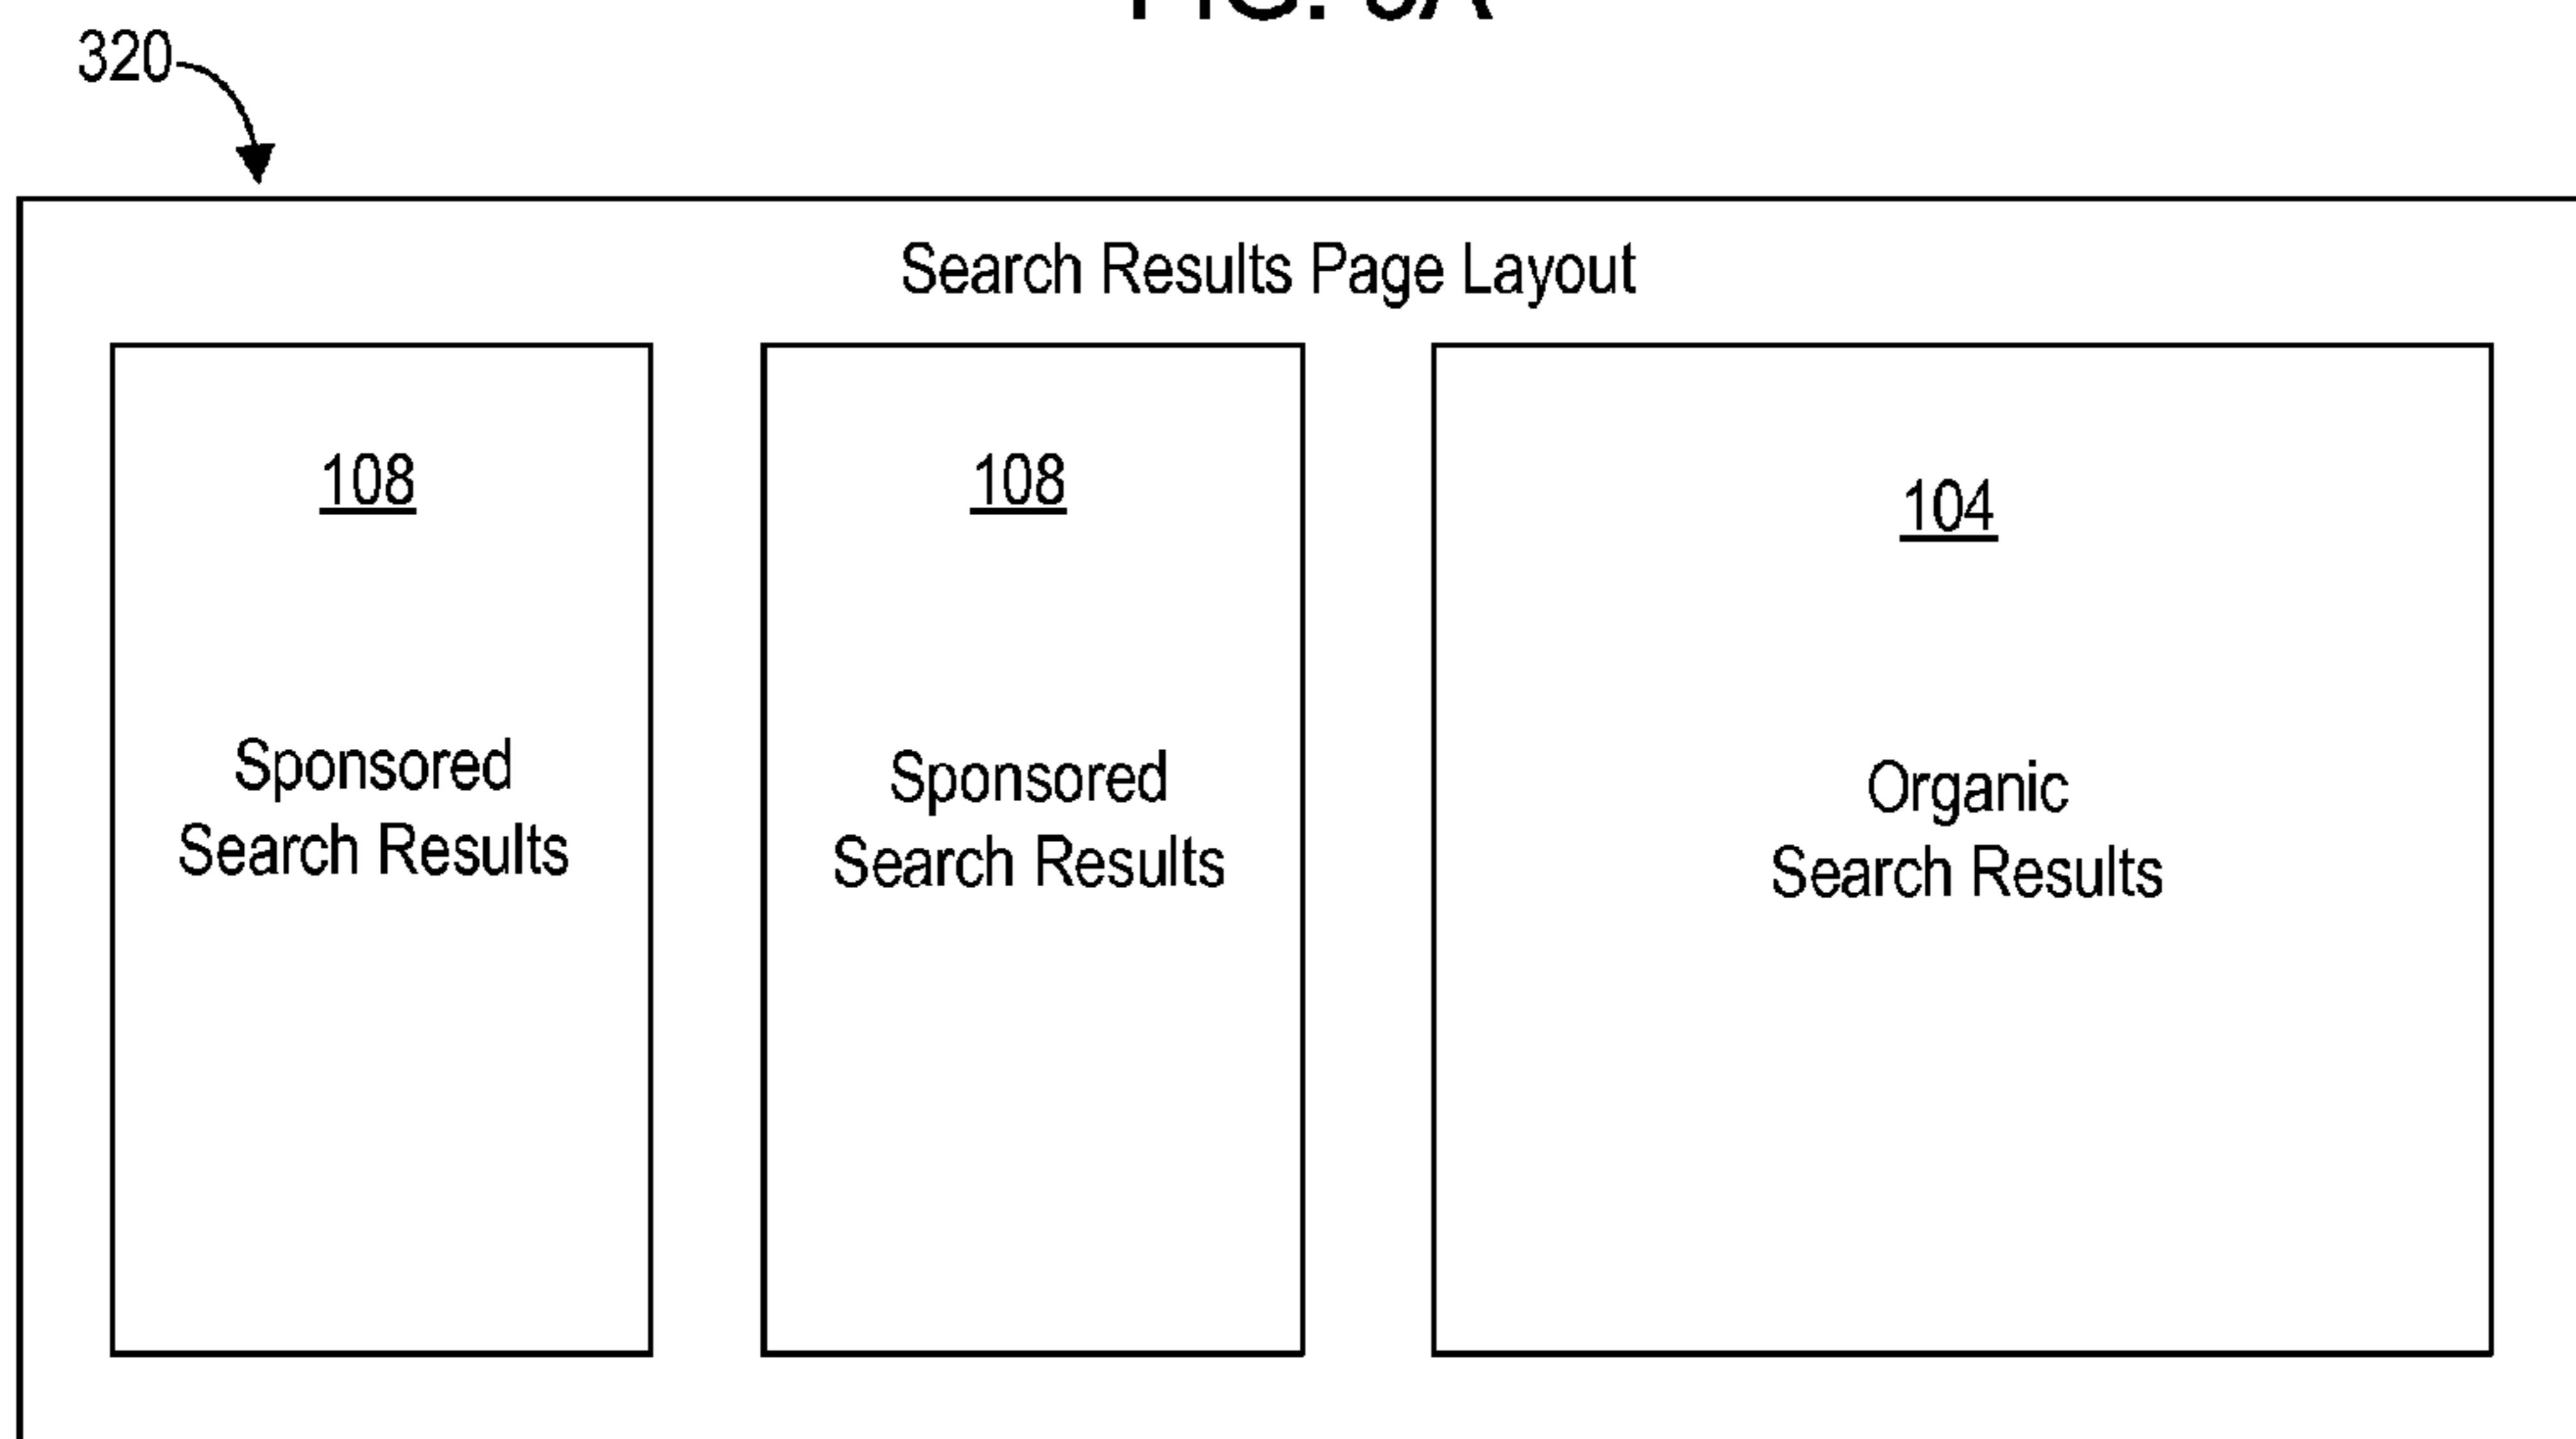 320
Search Results Page Layout
108
Sponsored
Search Results
108
Sponsored
Search Results
104
Organic
Search Results